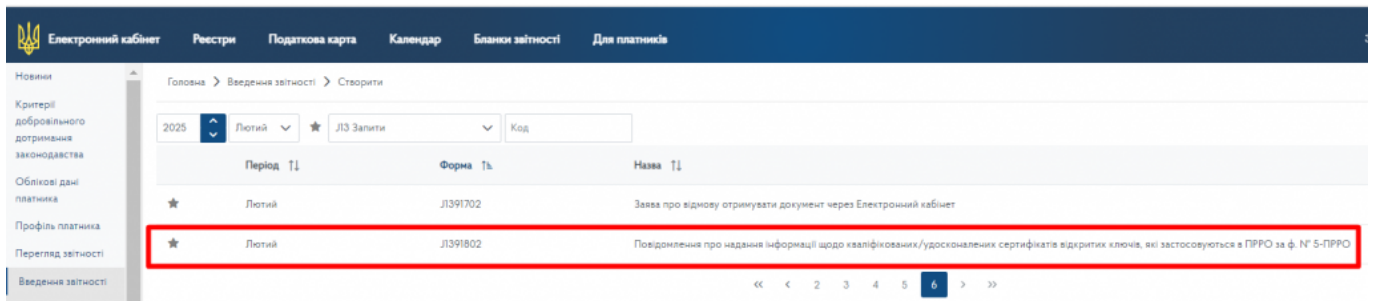 Електронний кабінет Реєстри Податкова карта Календар Бланки звітності Для платників
Новини
Критерії
добровільного
дотримання
законодавства
Облікові дані
платника
Профіль платника
Перегляд звітності
Введення звітності
Головна > Введення звітності > Створити
2025 Лютий J13 Запити Код
Період Форма Назва
Лютий J1391702 Заява про відмову отримувати документ через Електронний кабінет
Лютий J1391802 Повідомлення про надання інформації щодо кваліфікованих/удосконалених сертифікатів відкритих ключів, які застосовуються в ПРРО за ф. № 5-ПРРО
<< < 2 3 4 5 6 > >>